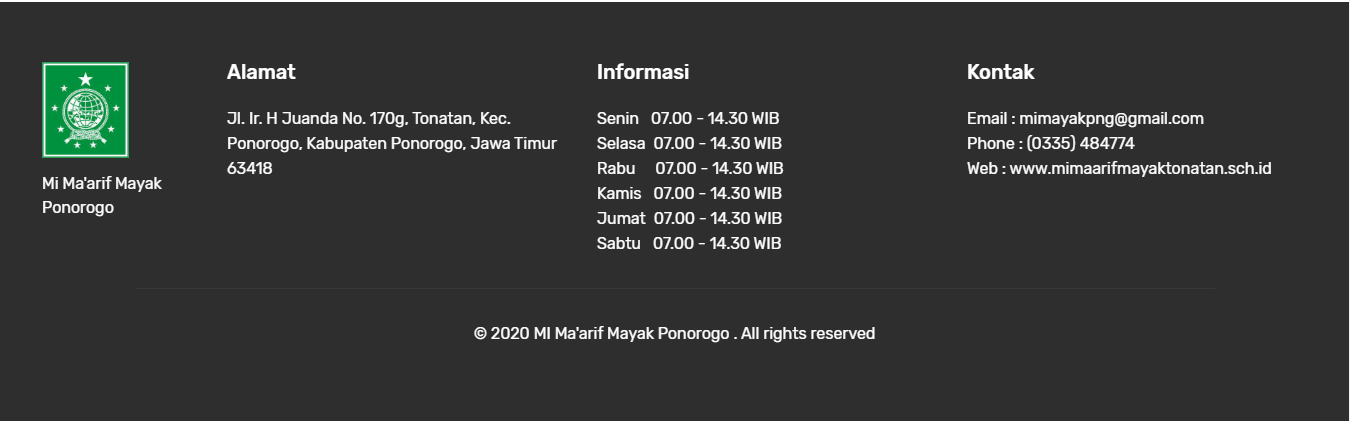 Mi Ma'arif Mayak
Ponorogo
Alamat
Jl. Ir. H Juanda No. 170g, Tonatan, Kec.
Ponorogo, Kabupaten Ponorogo, Jawa Timur
63418
Informasi
Senin 07.00 - 14.30 WIB
Selasa 07.00 - 14.30 WIB
Rabu 07.00 - 14.30 WIB
Kamis 07.00 - 14.30 WIB
Jumat 07.00 - 14.30 WIB
Sabtu 07.00 - 14.30 WIB
Kontak
Email : mimayakpng@gmail.com
Phone : (0335) 484774
Web : www.mimaarifmayaktonatan.sch.id
© 2020 MI Ma'arif Mayak Ponorogo . All rights reserved